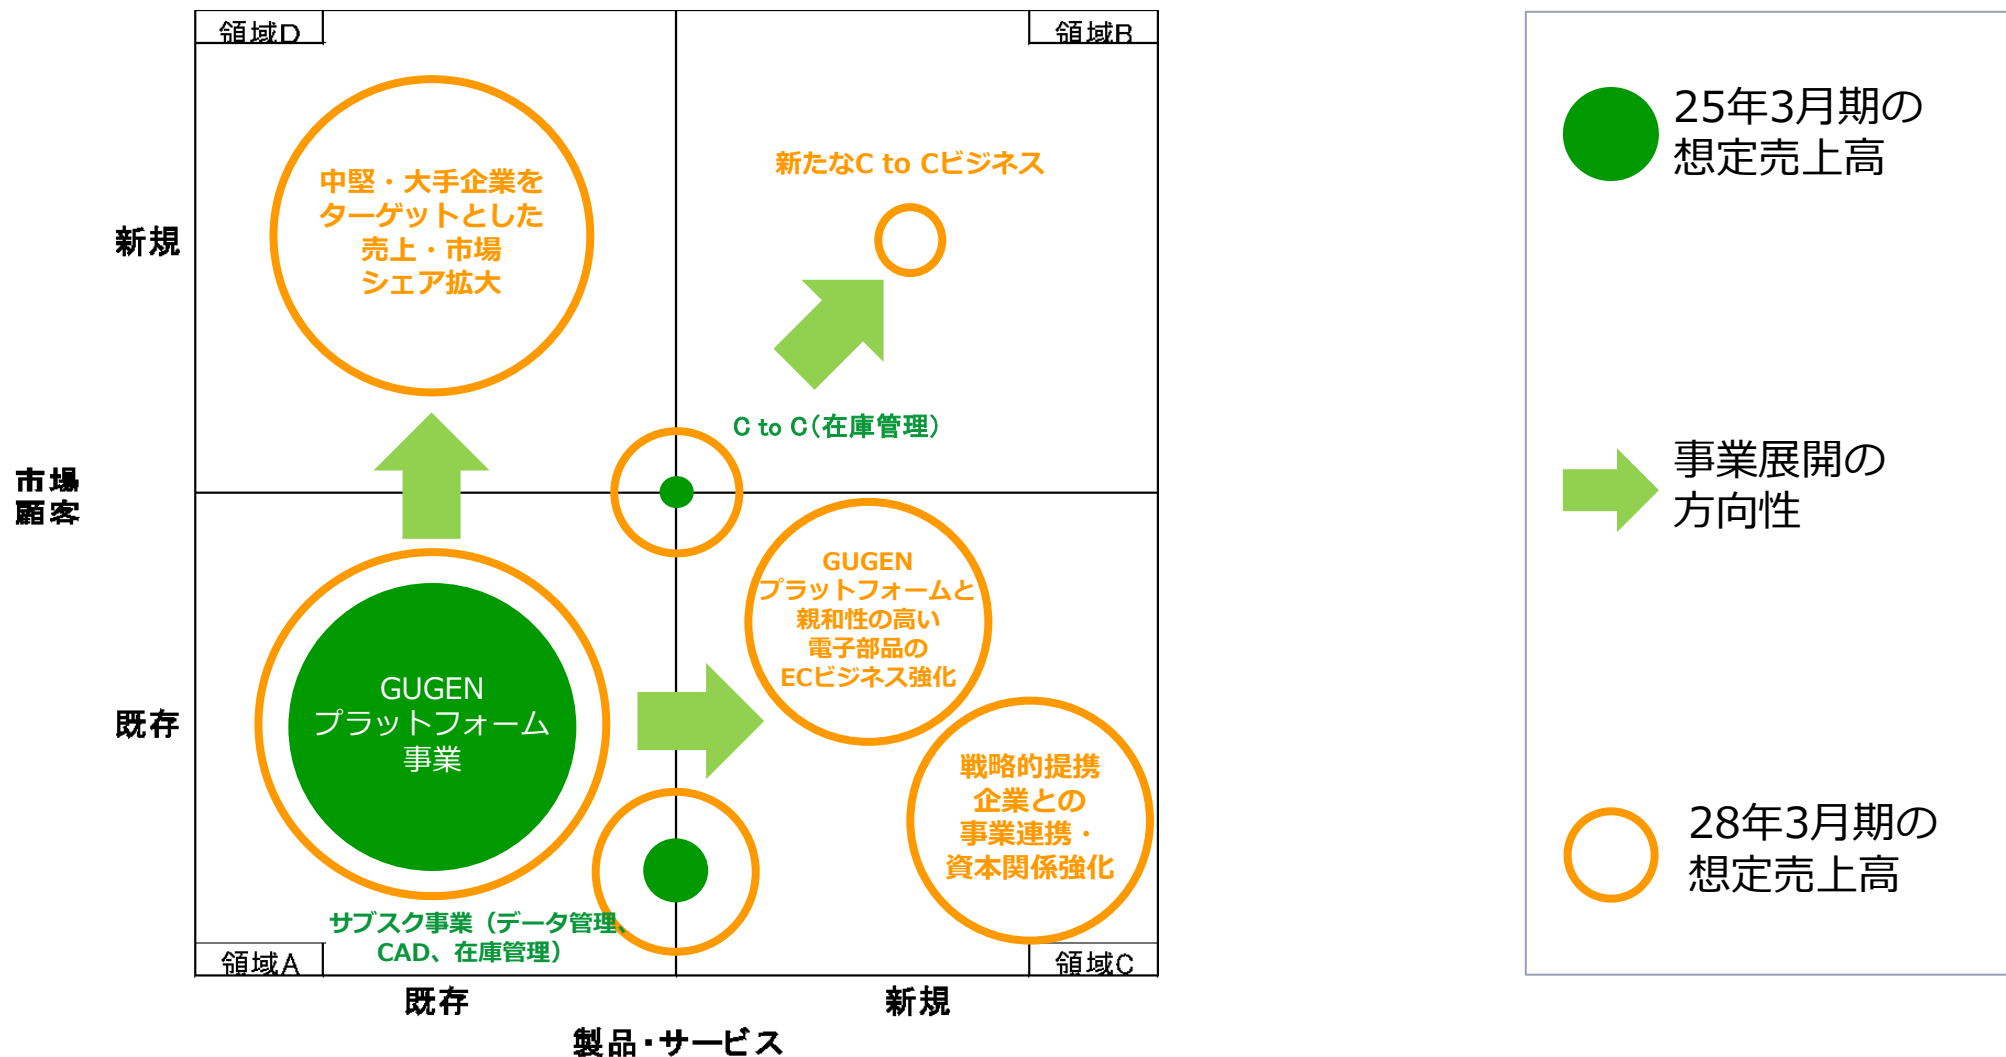 領域D
領域B
中堅・大手企業を
ターゲットとした
売上・市場
シェア拡大
新たなC to Cビジネス
新規
C to C(在庫管理)
市場
顧客
GUGEN
プラットフォームと
親和性の高い
電子部品の
ECビジネス強化
GUGEN
プラットフォーム
事業
既存
戦略的提携
企業との
事業連携・
資本関係強化
サブスク事業（データ管理、
CAD、在庫管理）
領域A
領域C
既存
新規
製品・サービス
25年3月期の
想定売上高
事業展開の
方向性
28年3月期の
想定売上高